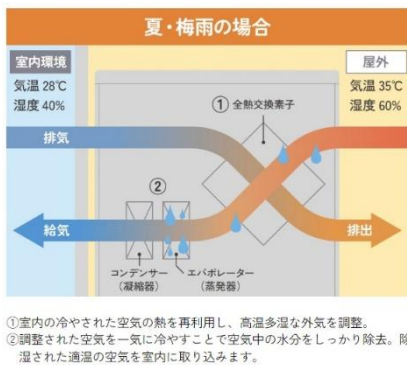 夏・梅雨の場合
室内環境
気温 28℃
湿度 40%
屋外
気温 35℃
湿度 60%
① 全熱交換素子
排気
②
給気
排出
コンデンサー
（凝縮器）
エバポレーター
（蒸発器）
①室内の冷やされた空気の熱を再利用し、高温多湿な外気を調整。
②調整された空気を一気に冷やすことで空気中の水分をしっかり除去。除
湿された適温の空気を室内に取り込みます。